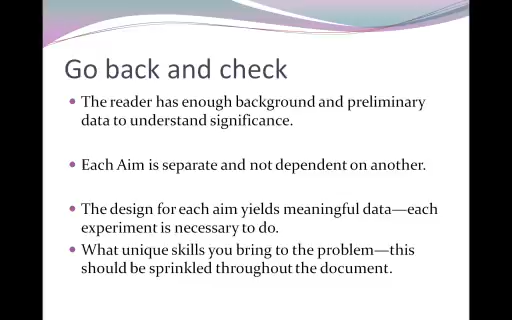 Go back and check
• The reader has enough background and preliminary
data to understand significance.
• Each Aim is separate and not dependent on another.
• The design for each aim yields meaningful data—each
experiment is necessary to do.
• What unique skills you bring to the problem—this
should be sprinkled throughout the document.